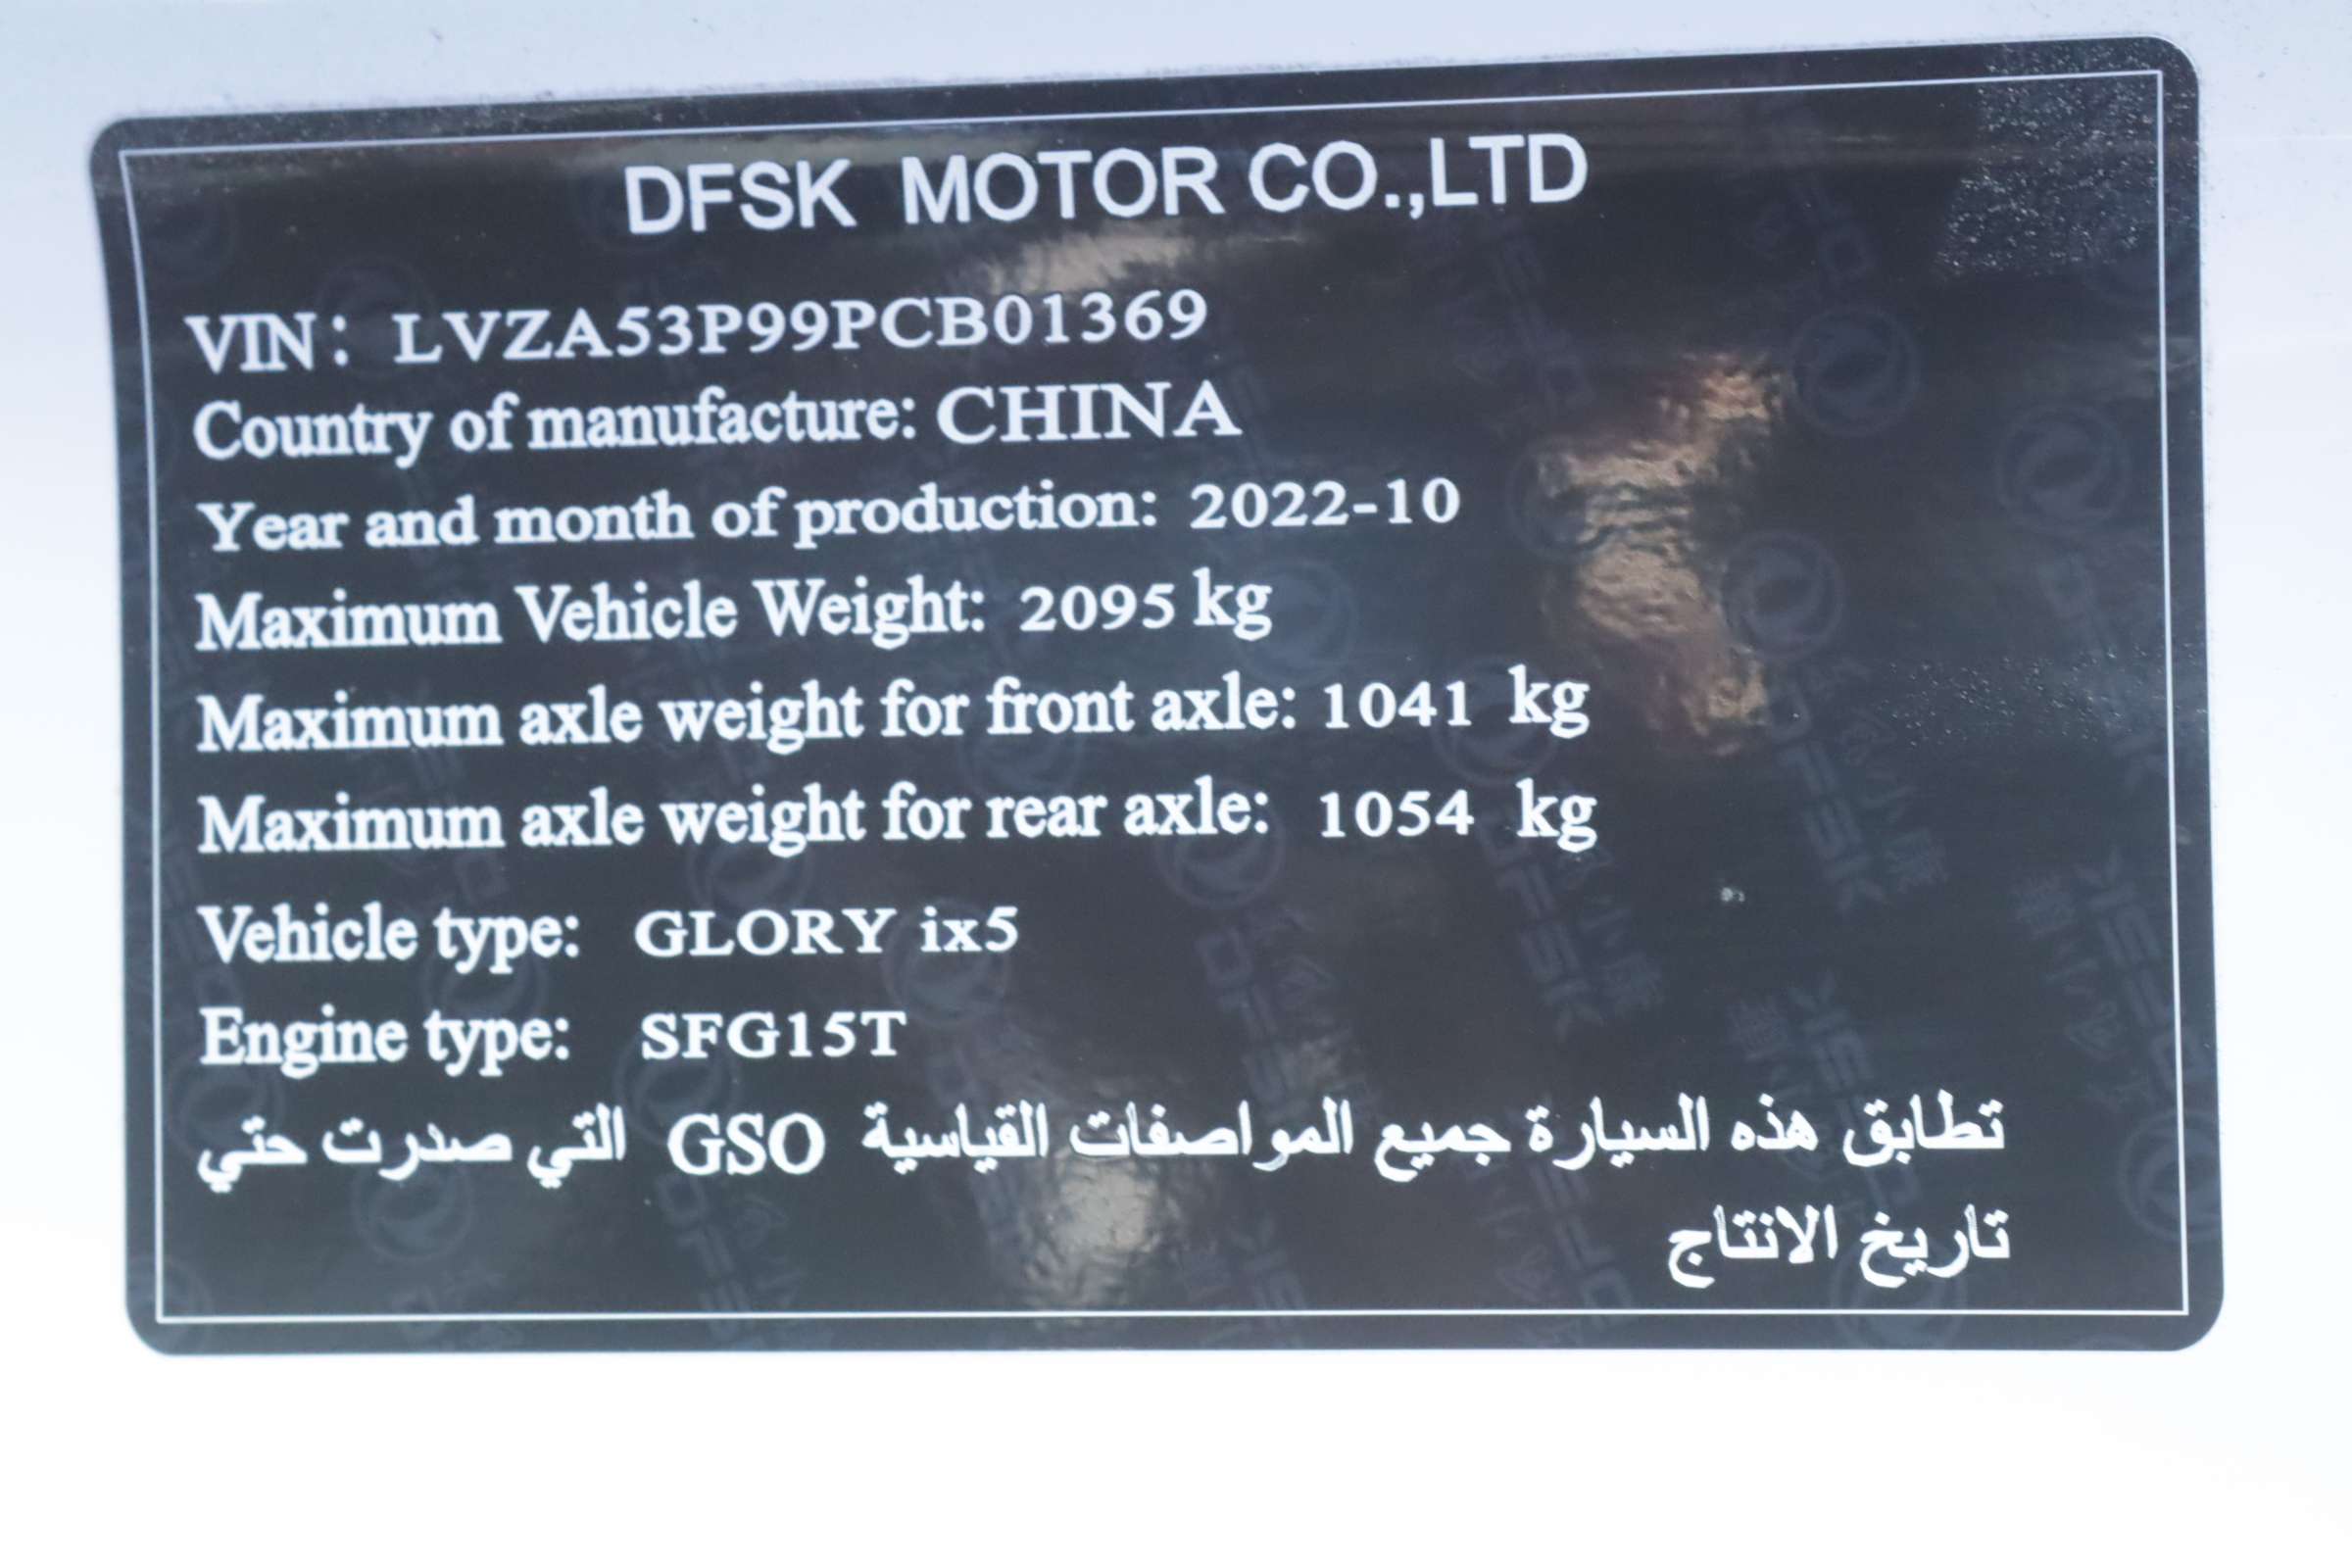 DFSK MOTOR CO.,LTD
VIN: LVZA53P99PCB01369
Country of manufacture: CHINA
Year and month of production: 2022-10
Maximum Vehicle Weight: 2095 kg
Maximum axle weight for front axle: 1041 kg
Maximum axle weight for rear axle: 1054 kg
Vehicle type: GLORY ix5
Engine type: SFG15T
تطابق هذه السيارة جميع المواصفات القياسية GSO التي صدرت حتي
تاريخ الانتاج